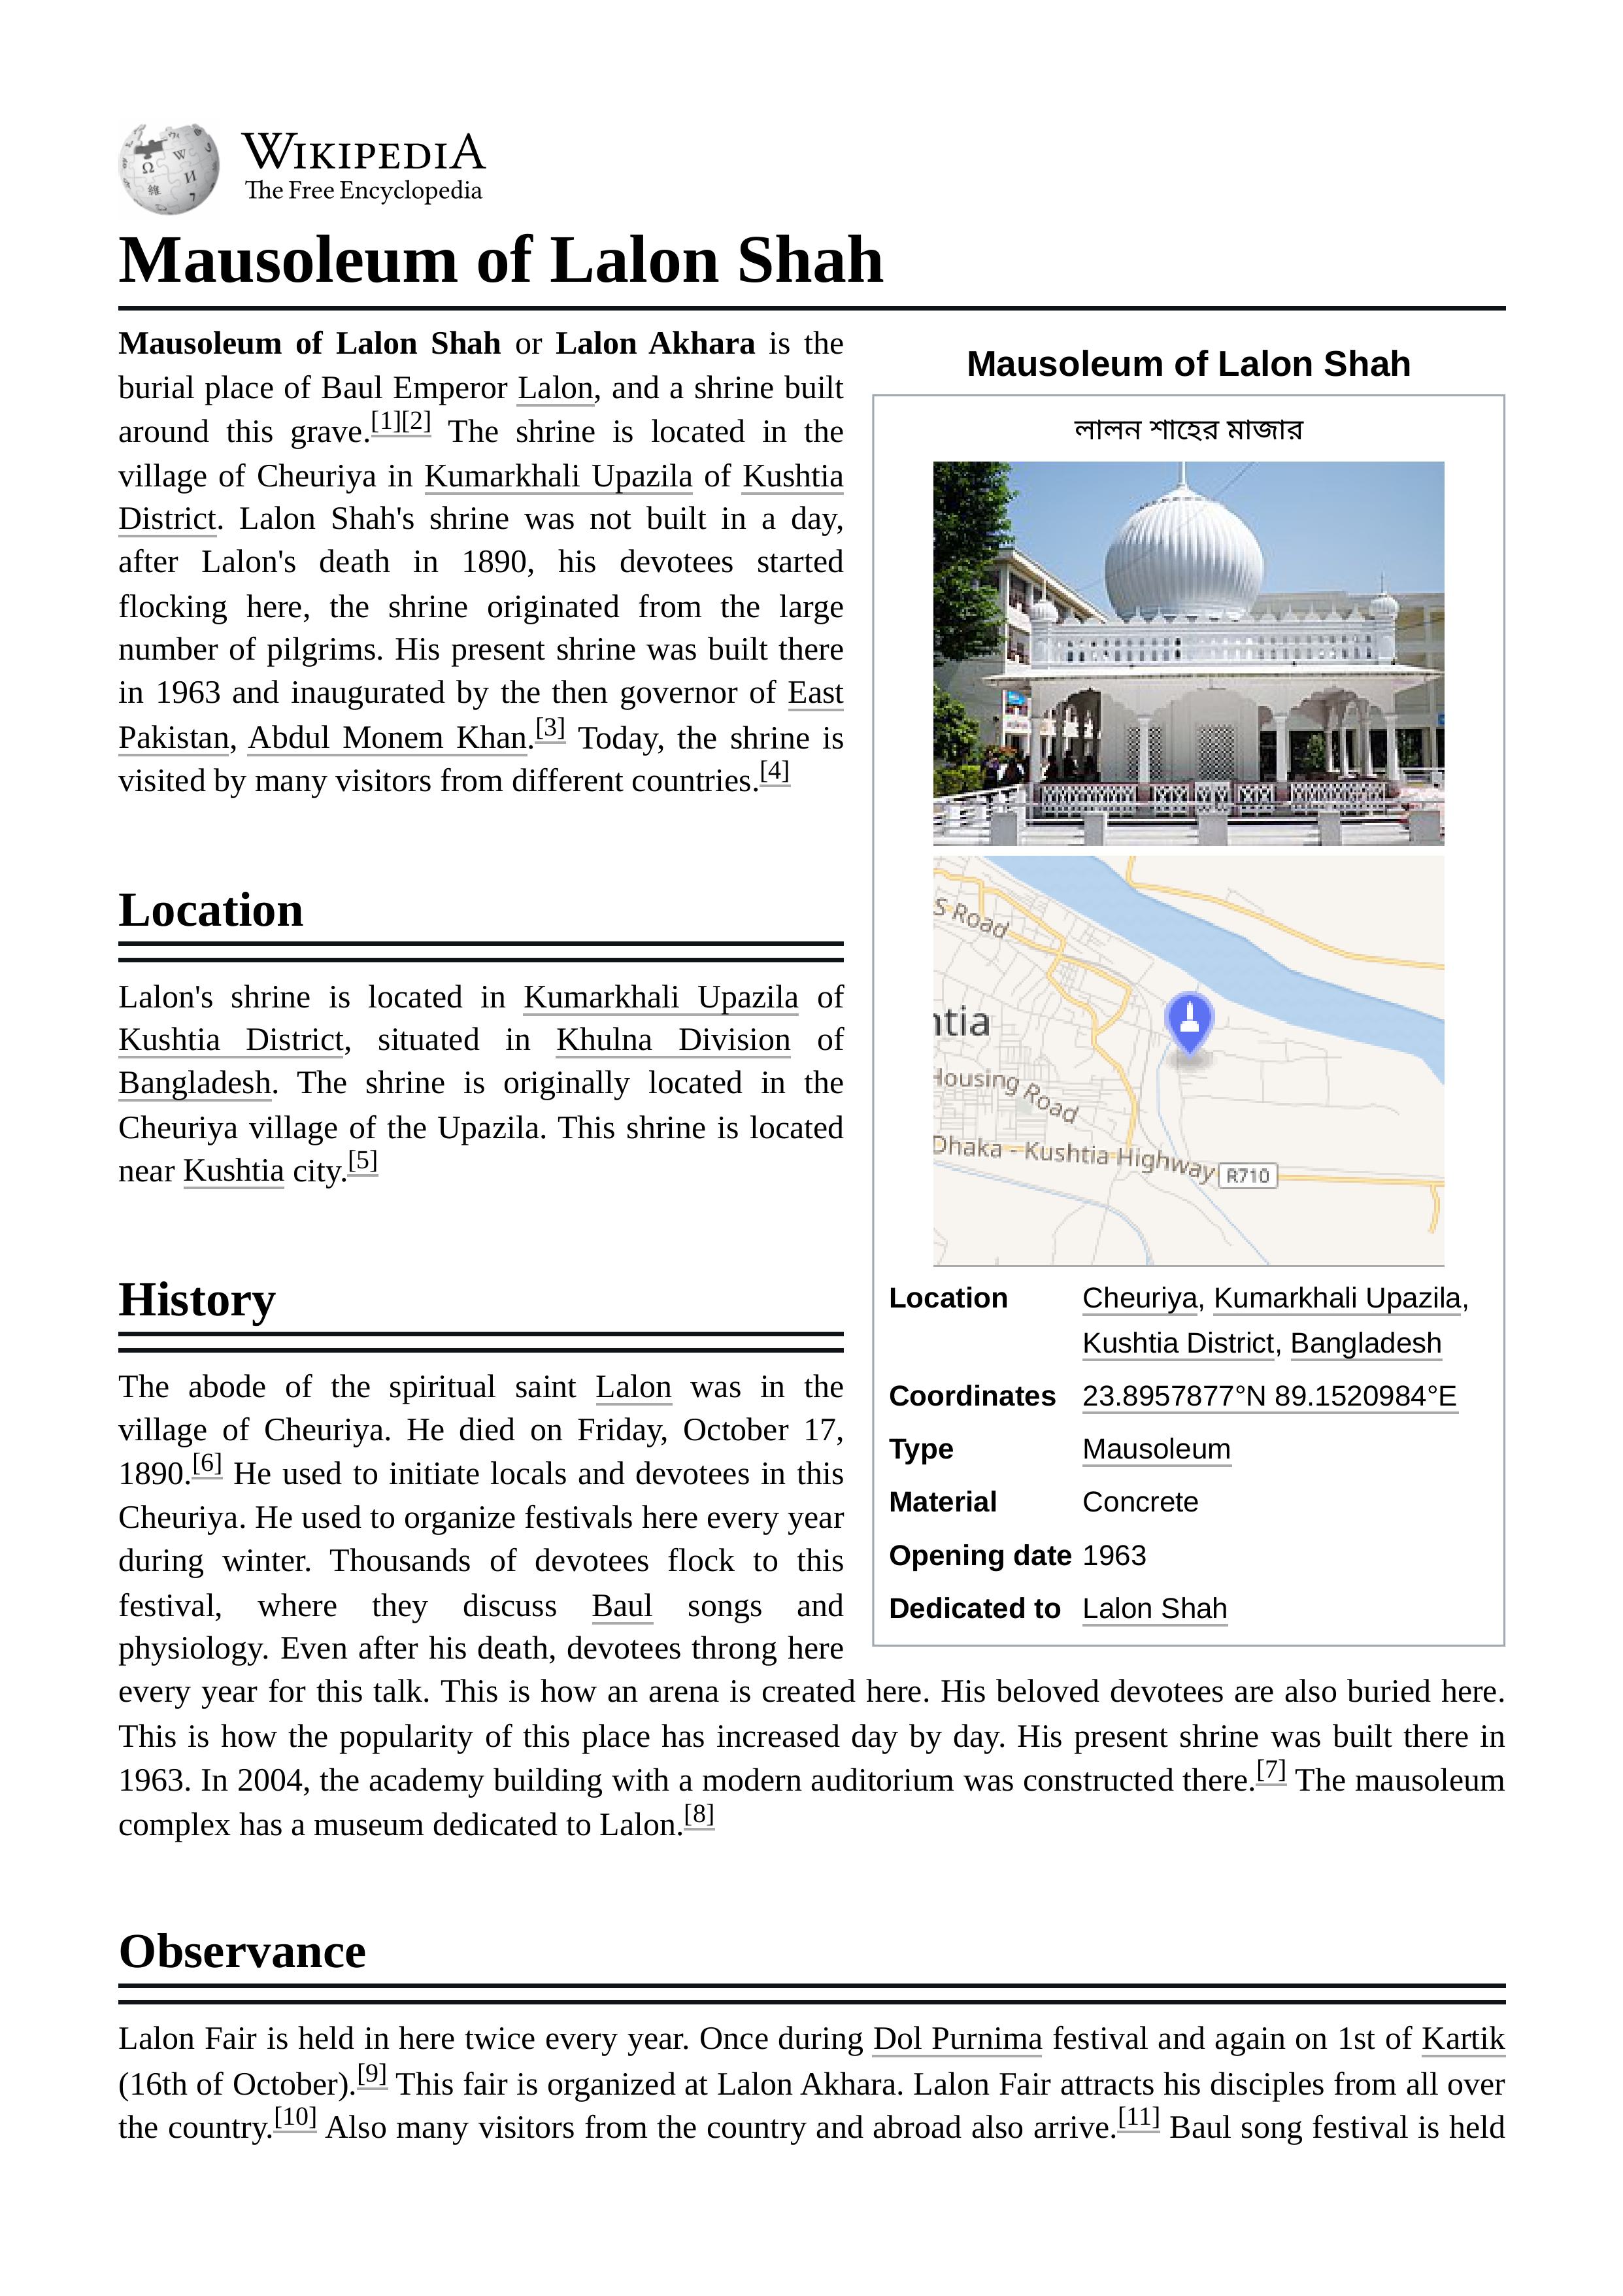 WIKIPEDIA
The Free Encyclopedia
Mausoleum of Lalon Shah
Mausoleum of Lalon Shah or Lalon Akhara is the
burial place of Baul Emperor Lalon, and a shrine built
around this grave.[1][2] The shrine is located in the
village of Cheuriya in Kumarkhali Upazila of Kushtia
District. Lalon Shah's shrine was not built in a day,
after Lalon's death in 1890, his devotees started
flocking here, the shrine originated from the large
number of pilgrims. His present shrine was built there
in 1963 and inaugurated by the then governor of East
Pakistan, Abdul Monem Khan.[3] Today, the shrine is
visited by many visitors from different countries.[4]
Location
Lalon's shrine is located in Kumarkhali Upazila of
Kushtia District, situated in Khulna Division of
Bangladesh. The shrine is originally located in the
Cheuriya village of the Upazila. This shrine is located
near Kushtia city.[5]
History
The abode of the spiritual saint Lalon was in the
village of Cheuriya. He died on Friday, October 17,
1890.[6] He used to initiate locals and devotees in this
Cheuriya. He used to organize festivals here every year
during winter. Thousands of devotees flock to this
festival, where they discuss Baul songs and
physiology. Even after his death, devotees throng here
every year for this talk. This is how an arena is created here. His beloved devotees are also buried here.
This is how the popularity of this place has increased day by day. His present shrine was built there in
1963. In 2004, the academy building with a modern auditorium was constructed there.[7] The mausoleum
complex has a museum dedicated to Lalon.[8]
Mausoleum of Lalon Shah
লালন শাহের মাজার
S Road
ntia
Housing Road
Dhaka - Kushtia Highway
R710
Location Cheuriya, Kumarkhali Upazila,
Kushtia District, Bangladesh
Coordinates 23.8957877°N 89.1520984°E
Type Mausoleum
Material Concrete
Opening date 1963
Dedicated to Lalon Shah
Observance
Lalon Fair is held in here twice every year. Once during Dol Purnima festival and again on 1st of Kartik
(16th of October).[9] This fair is organized at Lalon Akhara. Lalon Fair attracts his disciples from all over
the country.[10] Also many visitors from the country and abroad also arrive.[11] Baul song festival is held